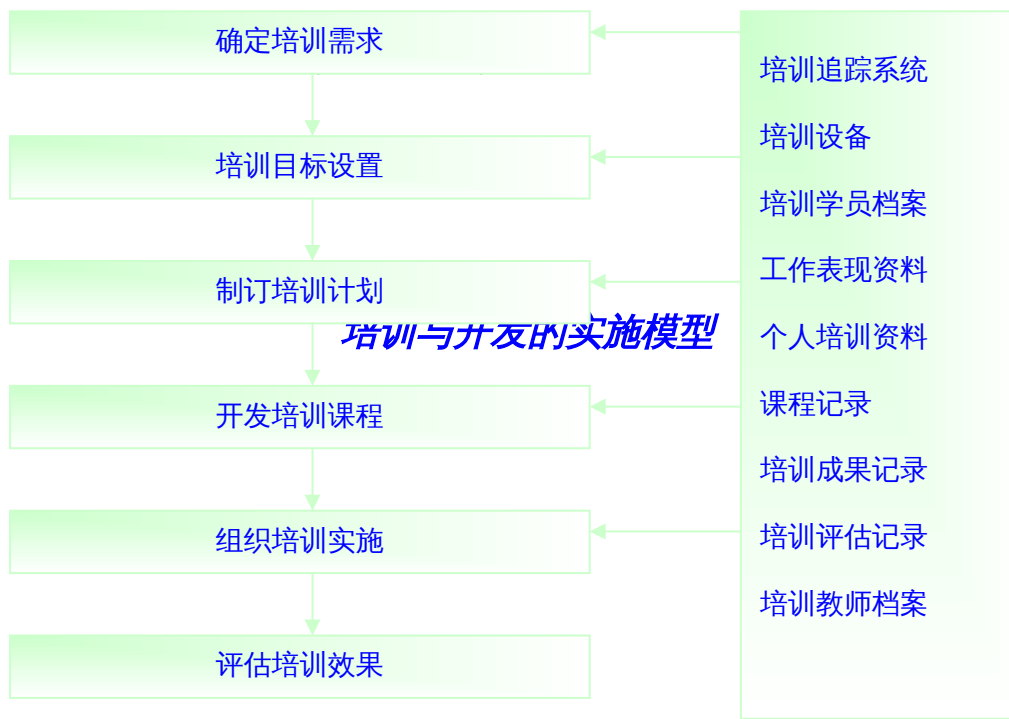 确定培训需求
培训目标设置
制订培训计划
培训与开发的实施模型
开发培训课程
组织培训实施
评估培训效果
培训追踪系统
培训设备
培训学员档案
工作表现资料
个人培训资料
课程记录
培训成果记录
培训评估记录
培训教师档案